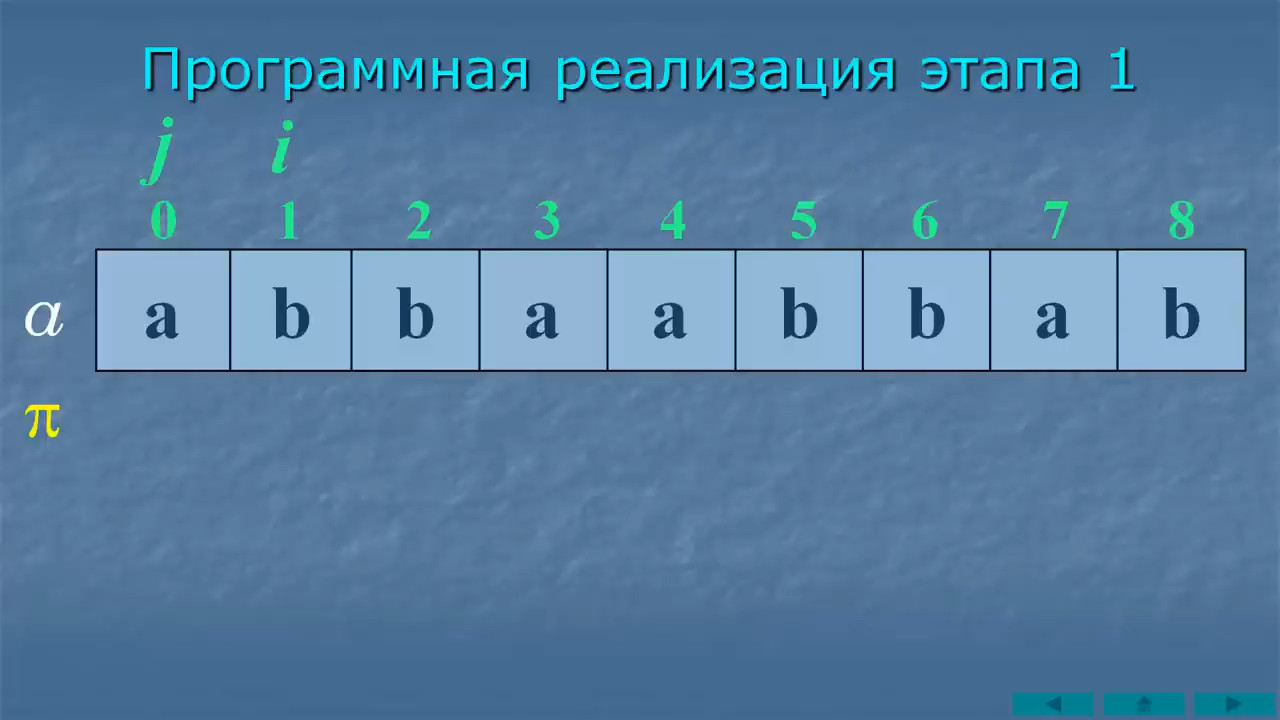 Программная реализация этапа 1
j i
0 1 2 3 4 5 6 7 8
a a b b a a b b a b
π